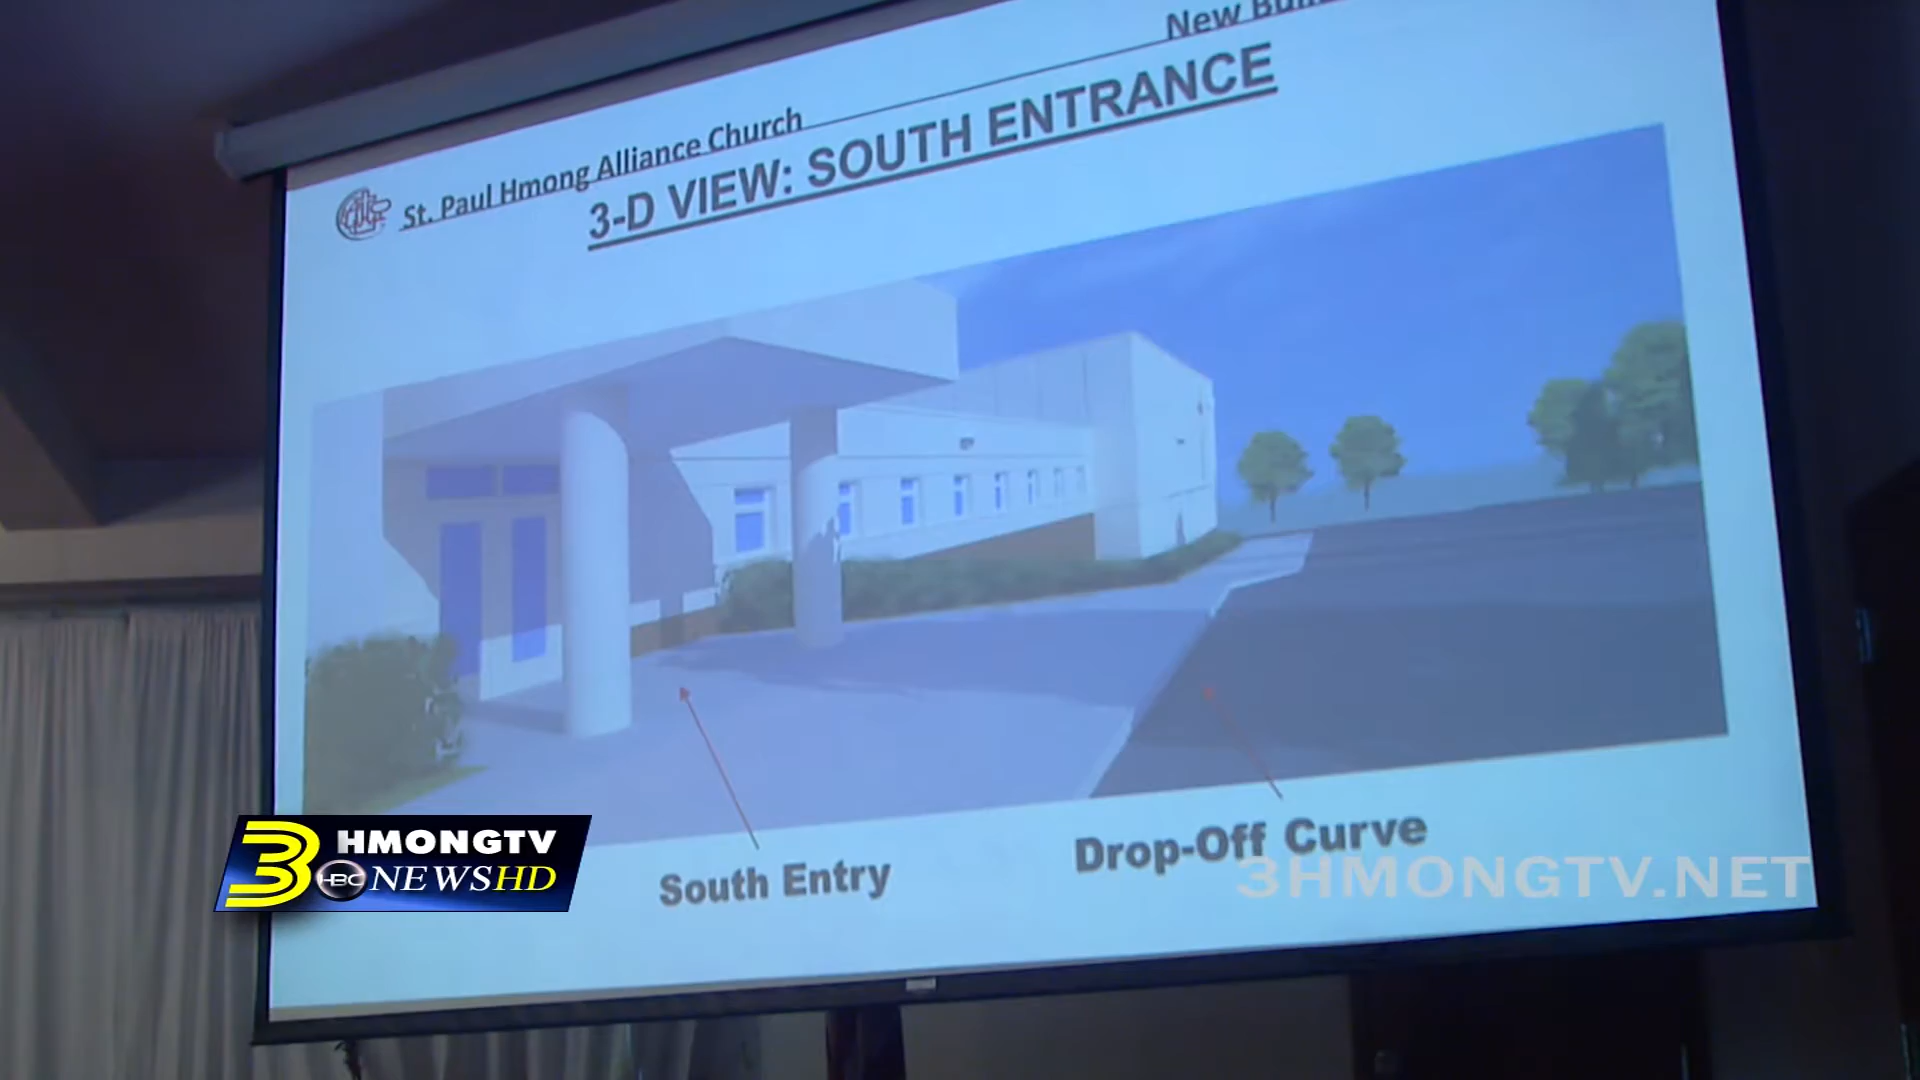 New
St. Paul Hmong Alliance Church
3-D VIEW: SOUTH ENTRANCE
South Entry
Drop-Off Curve
3HMONGTV.NET
3 HMONGTV
HBC NEWSHD